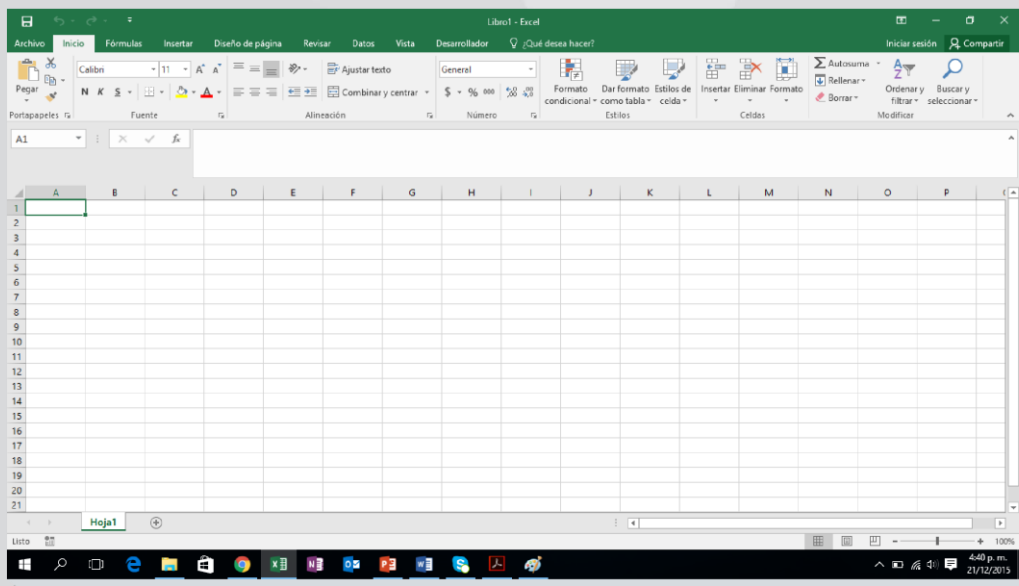 Libro1 - Excel
Archivo Inicio Fórmulas Insertar Diseño de página Revisar Datos Vista Desarrollador ¿Qué desea hacer? Iniciar sesión Compartir
Pegar
Calibri 11 A A
N K S A
Ajustar texto
Combinar y centrar
General
$ % 000
Formato condicional
Dar formato como tabla
Estilos de celda
Insertar Eliminar Formato
Autosuma
Rellenar
Borrar
Ordenar y filtrar
Buscar y seleccionar
Portapapeles Fuente Alineación Número Estilos Celdas Modificar
A1 fx
A B C D E F G H I J K L M N O P
1
2
3
4
5
6
7
8
9
10
11
12
13
14
15
16
17
18
19
20
21
Hoja1
Listo 100%
4:40 p. m.
21/12/2015